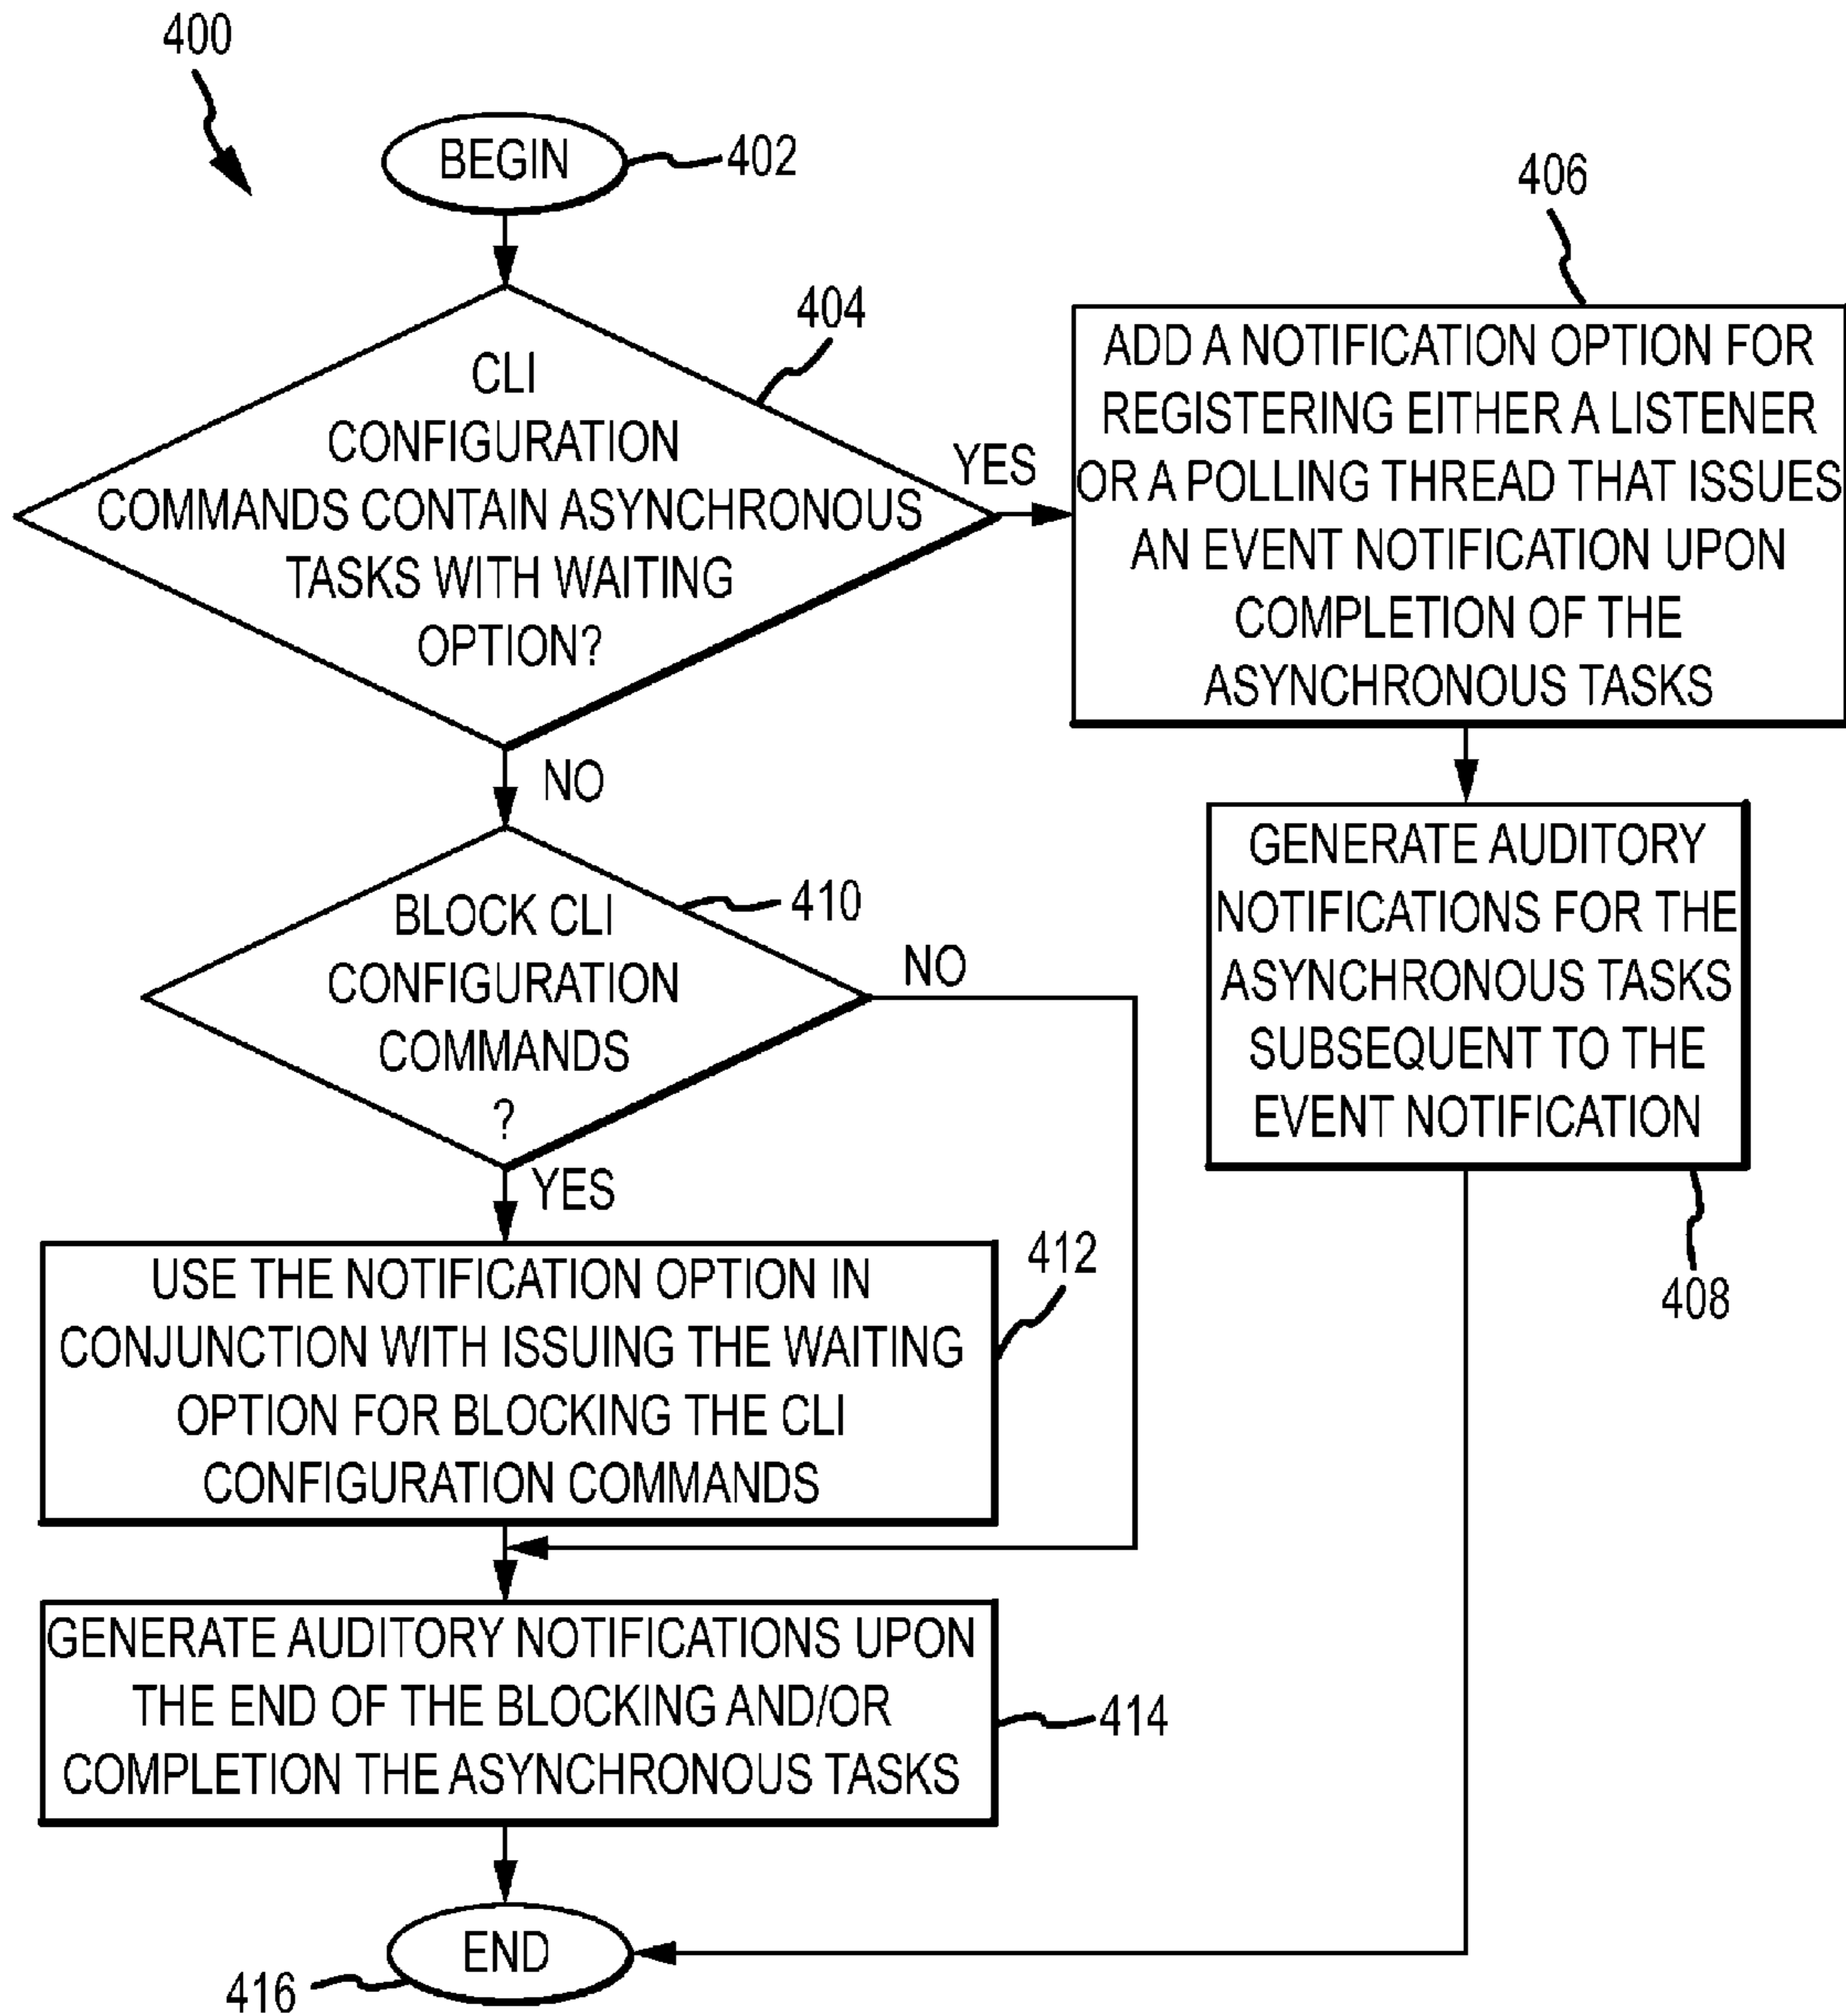 400
BEGIN
402
404
CLI
CONFIGURATION
COMMANDS CONTAIN ASYNCHRONOUS
TASKS WITH WAITING
OPTION?
YES
406
ADD A NOTIFICATION OPTION FOR
REGISTERING EITHER A LISTENER
OR A POLLING THREAD THAT ISSUES
AN EVENT NOTIFICATION UPON
COMPLETION OF THE
ASYNCHRONOUS TASKS
NO
GENERATE AUDITORY
NOTIFICATIONS FOR THE
ASYNCHRONOUS TASKS
SUBSEQUENT TO THE
EVENT NOTIFICATION
408
BLOCK CLI
CONFIGURATION
COMMANDS
?
410
NO
YES
USE THE NOTIFICATION OPTION IN
CONJUNCTION WITH ISSUING THE WAITING
OPTION FOR BLOCKING THE CLI
CONFIGURATION COMMANDS
412
GENERATE AUDITORY NOTIFICATIONS UPON
THE END OF THE BLOCKING AND/OR
COMPLETION THE ASYNCHRONOUS TASKS
414
END
416